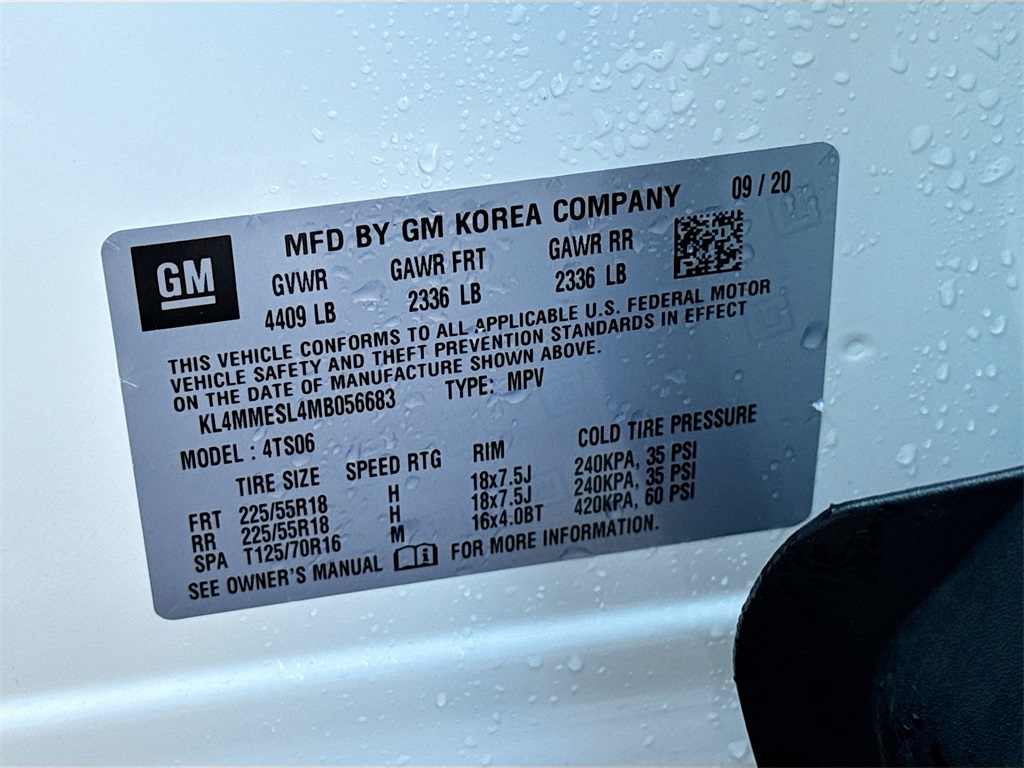 GM
MFD BY GM KOREA COMPANY 09 / 20
GVWR GAWR FRT GAWR RR
4409 LB 2336 LB 2336 LB
THIS VEHICLE CONFORMS TO ALL APPLICABLE U.S. FEDERAL MOTOR
VEHICLE SAFETY AND THEFT PREVENTION STANDARDS IN EFFECT
ON THE DATE OF MANUFACTURE SHOWN ABOVE.
KL4MMESL4MB056683 TYPE: MPV
MODEL : 4TS06
TIRE SIZE SPEED RTG RIM COLD TIRE PRESSURE
FRT 225/55R18 H 18x7.5J 240KPA, 35 PSI
RR 225/55R18 H 18x7.5J 240KPA, 35 PSI
SPA T125/70R16 M 16x4.0BT 420KPA, 60 PSI
SEE OWNER'S MANUAL FOR MORE INFORMATION.